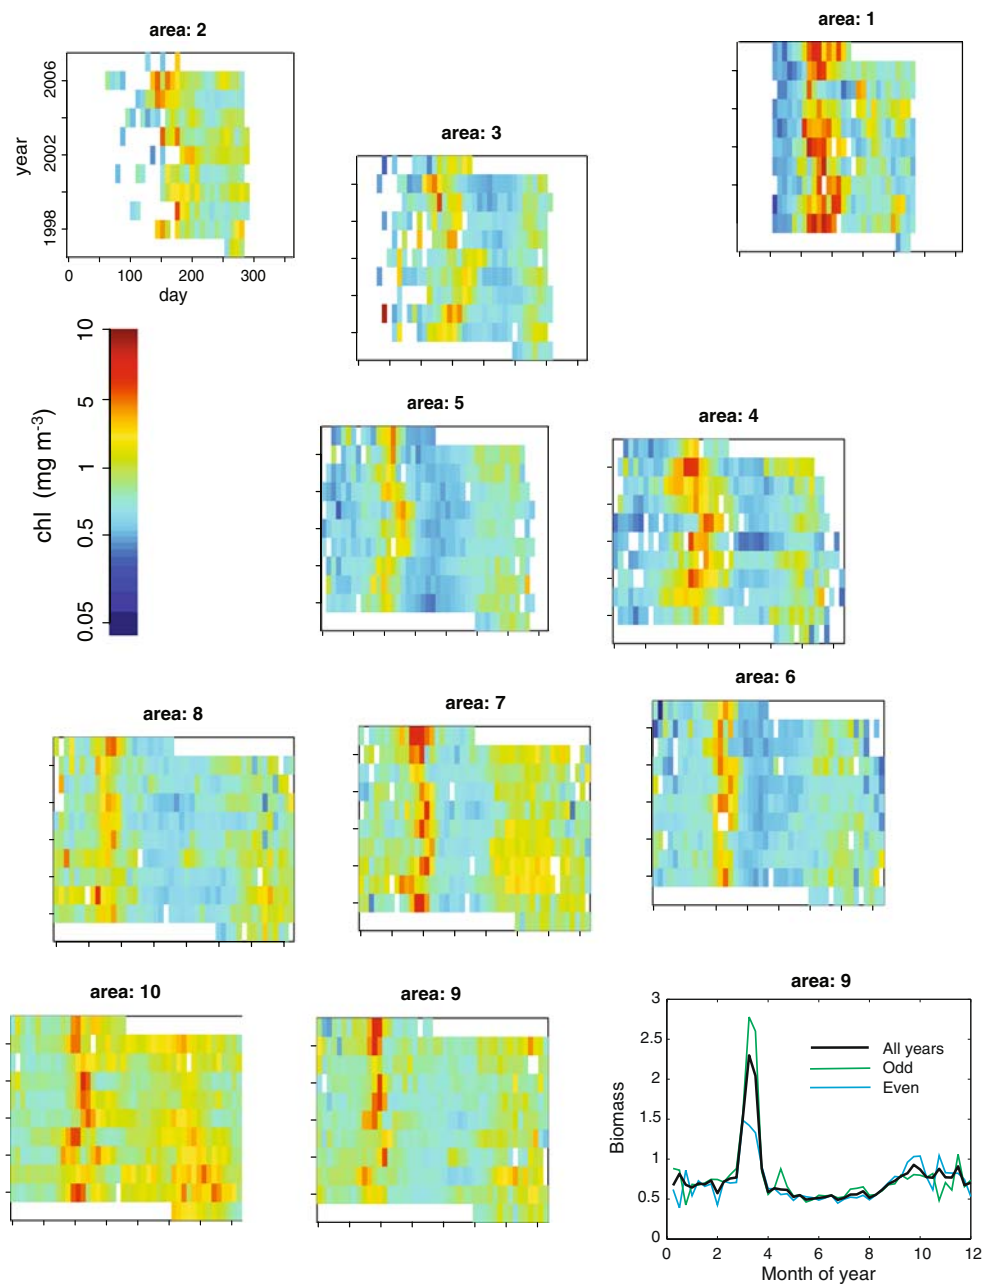 area: 2
area: 1
2006
2002
1998
year
0 100 200 300
day
area: 3
10
5
1
0.5
0.05
chl (mg m-3)
area: 5
area: 4
area: 8
area: 7
area: 6
area: 10
area: 9
area: 9
3
2.5
2
1.5
1
0.5
0
Biomass
All years
Odd
Even
0 2 4 6 8 10 12
Month of year